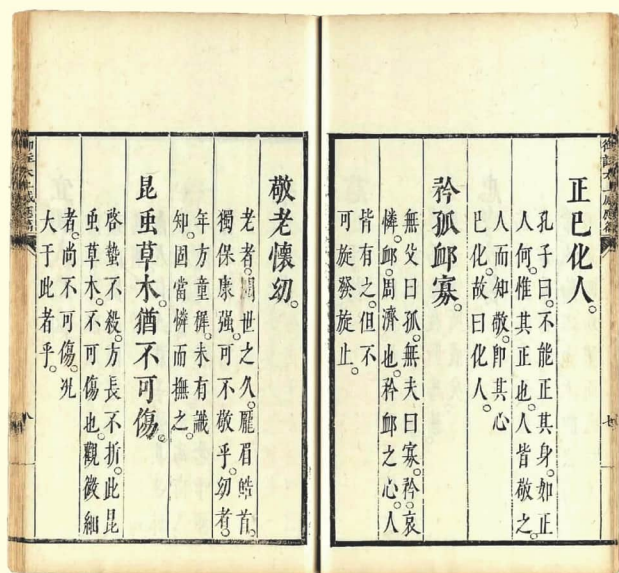 正巳化人。
孔子曰。不能正其身。如正
人何。惟其正也。人皆敬之。
人而知敬。即其心
巳化。故曰化人。
矜孤卹寡。
無父曰孤。無夫曰寡。矜。哀
憐。卹。周濟也。矜卹之心。人
皆有之。但不
可旋發旋止。
敬老懷幼。
老者。世之久。龐眉皓首。
獨保康强。可不敬乎。幼者。
年方童穉。未有識
知。固當憐而撫之。
昆虫草木。猶不可傷。
啓蟄不殺。方長不折。此昆
虫草木。不可傷也。觀微細
者。尚不可傷。况
大于此者乎。